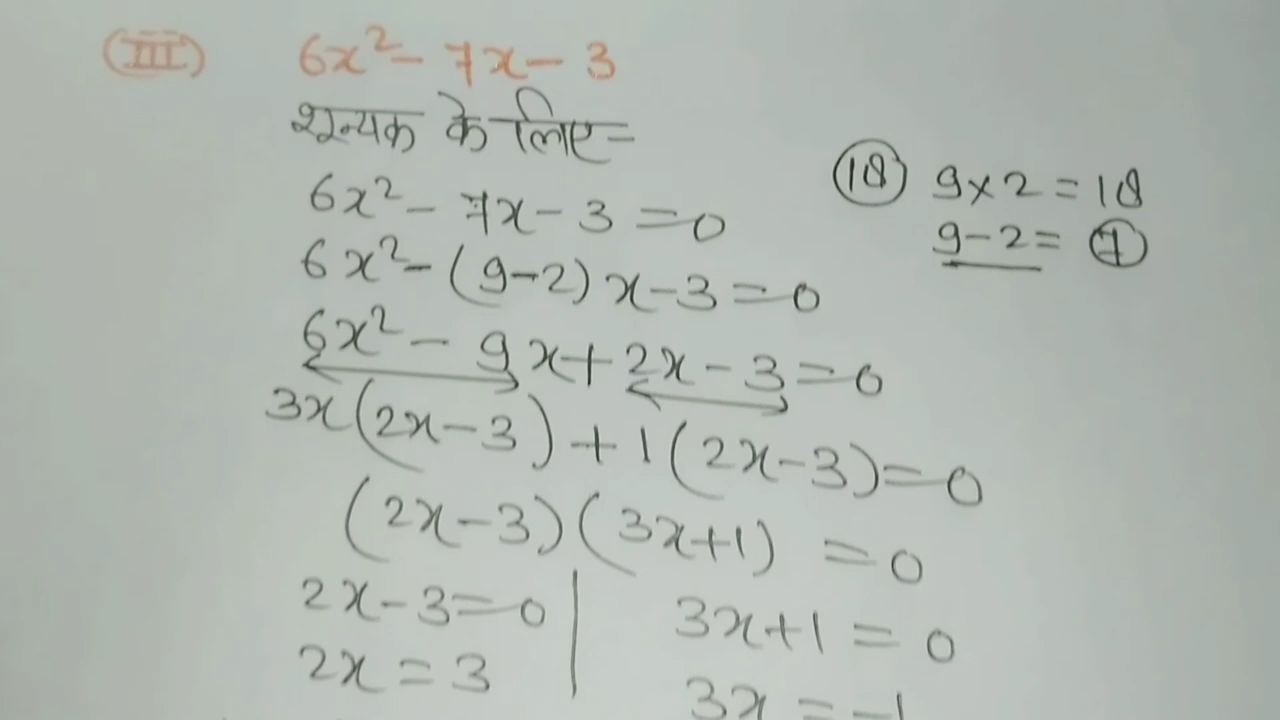 (III) 6x² - 7x - 3
शून्यक के लिए -
6x² - 7x - 3 = 0
6x² - (9-2)x - 3 = 0
6x² - 9x + 2x - 3 = 0
3x(2x-3) + 1(2x-3) = 0
(2x-3)(3x+1) = 0
2x - 3 = 0
2x = 3
3x + 1 = 0
3x = -1
18 9×2 = 18
9-2 = 7